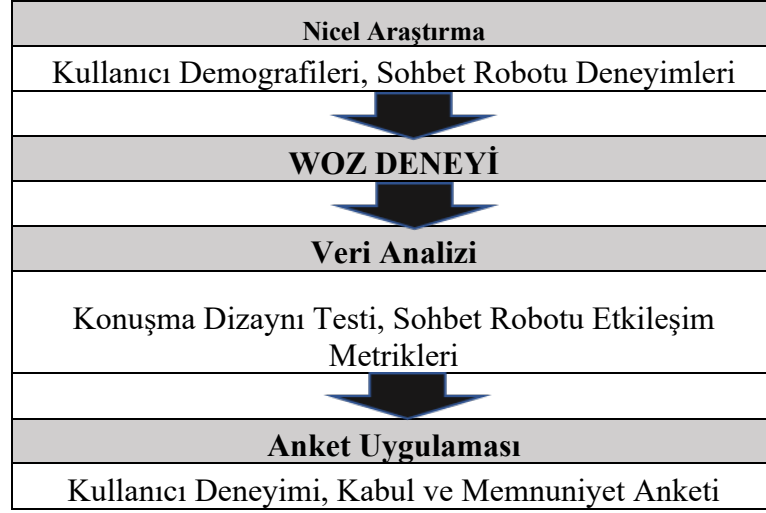 Nicel Araştırma
Kullanıcı Demografileri, Sohbet Robotu Deneyimleri
WOZ DENEYİ
Veri Analizi
Konuşma Dizaynı Testi, Sohbet Robotu Etkileşim
Metrikleri
Anket Uygulaması
Kullanıcı Deneyimi, Kabul ve Memnuniyet Anketi